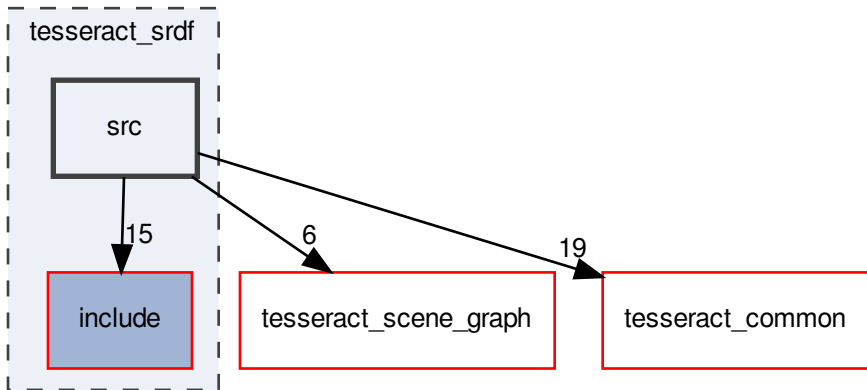 tesseract_srdf
src
15
6
19
include
tesseract_scene_graph
tesseract_common